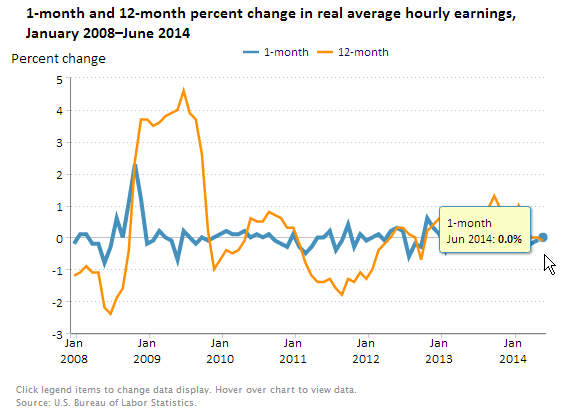 1-month and 12-month percent change in real average hourly earnings,
January 2008–June 2014
1-month 12-month
Percent change
5
4
3
2
1
0
-1
-2
-3
1-month
Jun 2014: 0.0%
Jan Jan Jan Jan Jan Jan Jan
2008 2009 2010 2011 2012 2013 2014
Click legend items to change data display. Hover over chart to view data.
Source: U.S. Bureau of Labor Statistics.